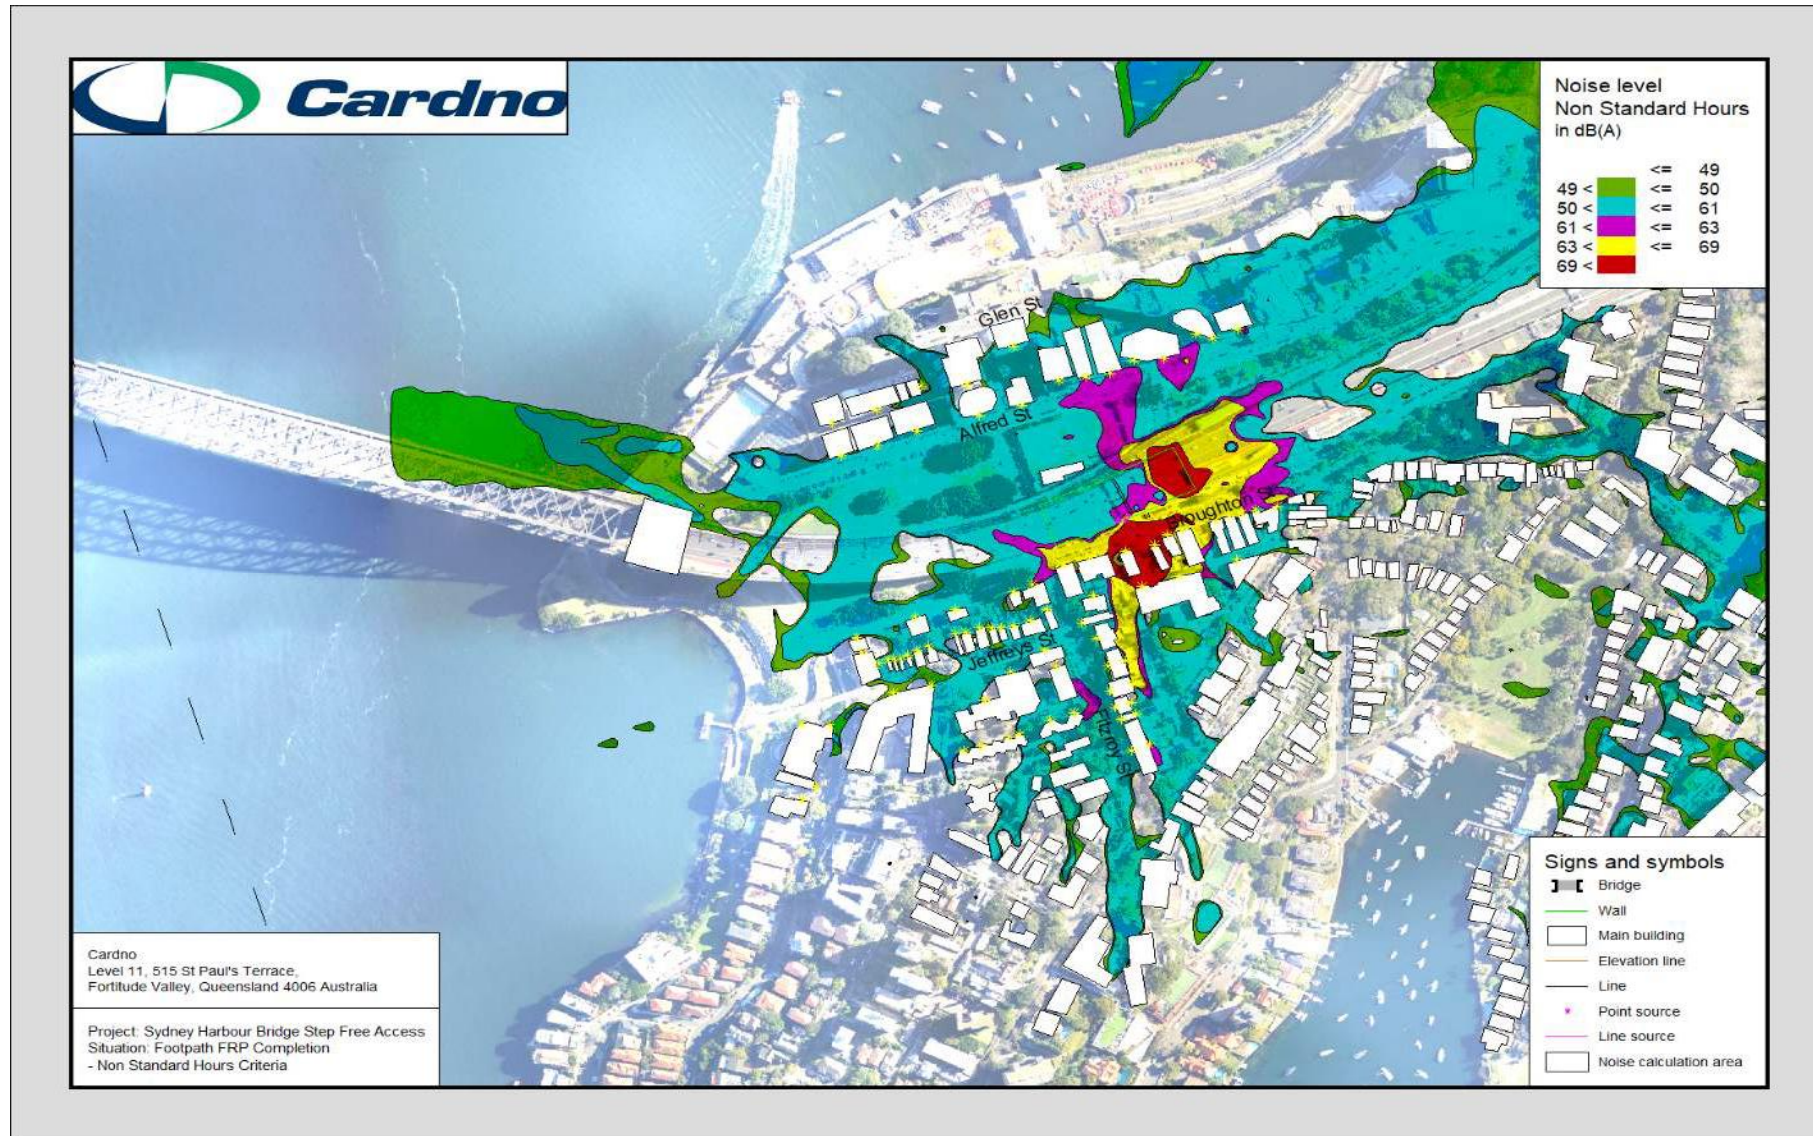 Cardno
Noise level
Non Standard Hours
in dB(A)
<= 49
49 < <= 50
50 < <= 61
61 < <= 63
63 < <= 69
69 <
Glen St
Alfred St
Broughton St
Jeffreys St
Fitzroy St
Signs and symbols
Bridge
Wall
Main building
Elevation line
Line
Point source
Line source
Noise calculation area
Cardno
Level 11, 515 St Paul's Terrace,
Fortitude Valley, Queensland 4006 Australia
Project: Sydney Harbour Bridge Step Free Access
Situation: Footpath FRP Completion
- Non Standard Hours Criteria